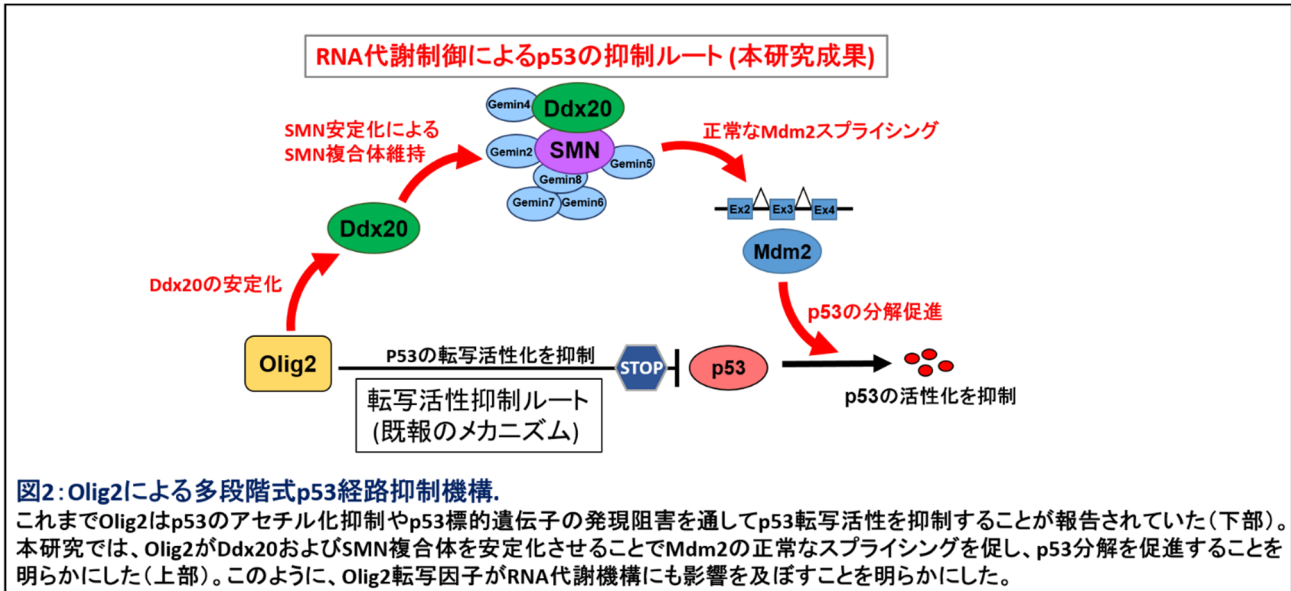 RNA代謝制御によるp53の抑制ルート (本研究成果)
Gemin4
Ddx20
SMN安定化による
SMN複合体維持
Gemin2
SMN
Gemin5
Gemin8
Gemin7
Gemin6
正常なMdm2スプライシング
Ex2
Ex3
Ex4
Ddx20
Mdm2
Ddx20の安定化
p53の分解促進
Olig2
P53の転写活性化を抑制
STOP
p53
p53の活性化を抑制
転写活性抑制ルート
(既報のメカニズム)
図2:Olig2による多段階式p53経路抑制機構.
これまでOlig2はp53のアセチル化抑制やp53標的遺伝子の発現阻害を通してp53転写活性を抑制することが報告されていた(下部)。
本研究では、Olig2がDdx20およびSMN複合体を安定化させることでMdm2の正常なスプライシングを促し、p53分解を促進することを
明らかにした(上部)。このように、Olig2転写因子がRNA代謝機構にも影響を及ぼすことを明らかにした。